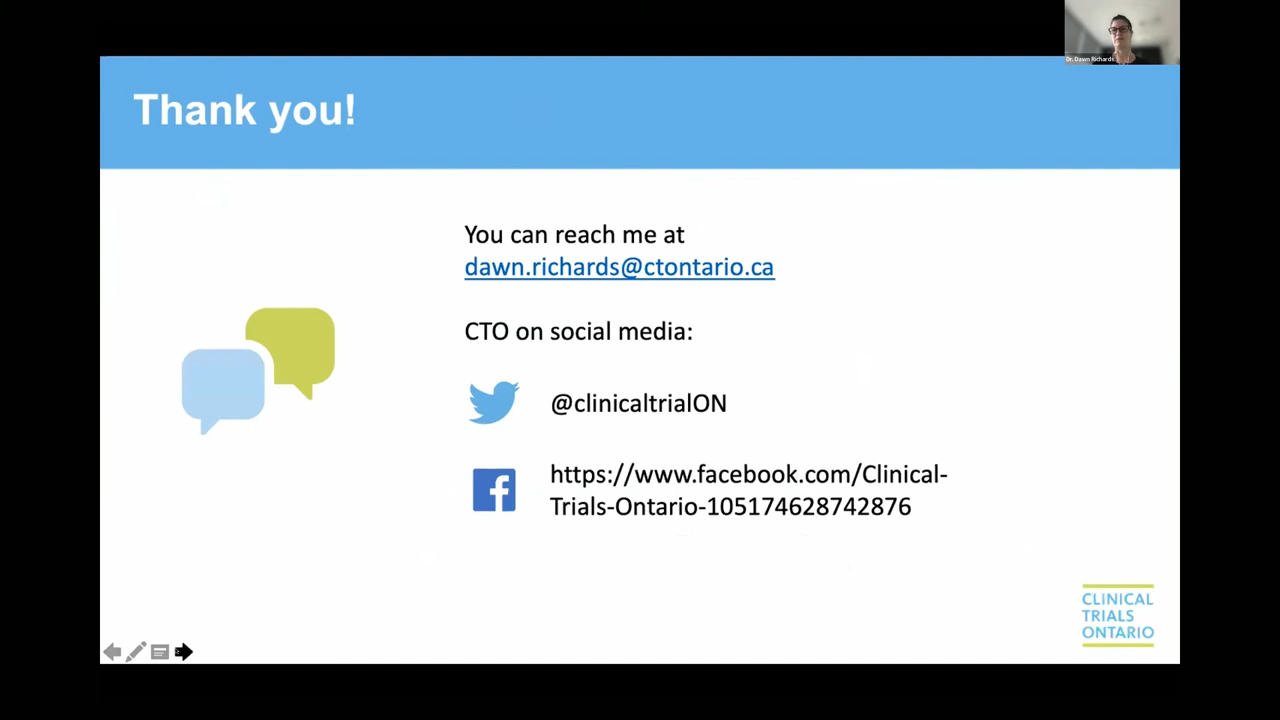 Dr. Dawn Richards
Thank you!
You can reach me at
dawn.richards@ctontario.ca
CTO on social media:
@clinicaltrialON
https://www.facebook.com/Clinical-
Trials-Ontario-105174628742876
CLINICAL
TRIALS
ONTARIO